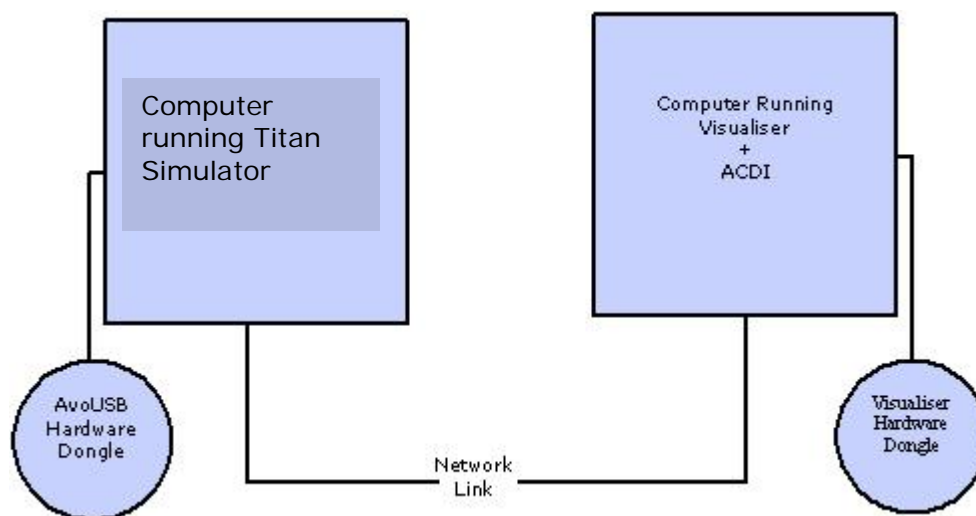 Computer
running Titan
Simulator
Computer Running
Visualiser
+
ACDI
AvoUSB
Hardware
Dongle
Visualiser
Hardware
Dongle
Network
Link